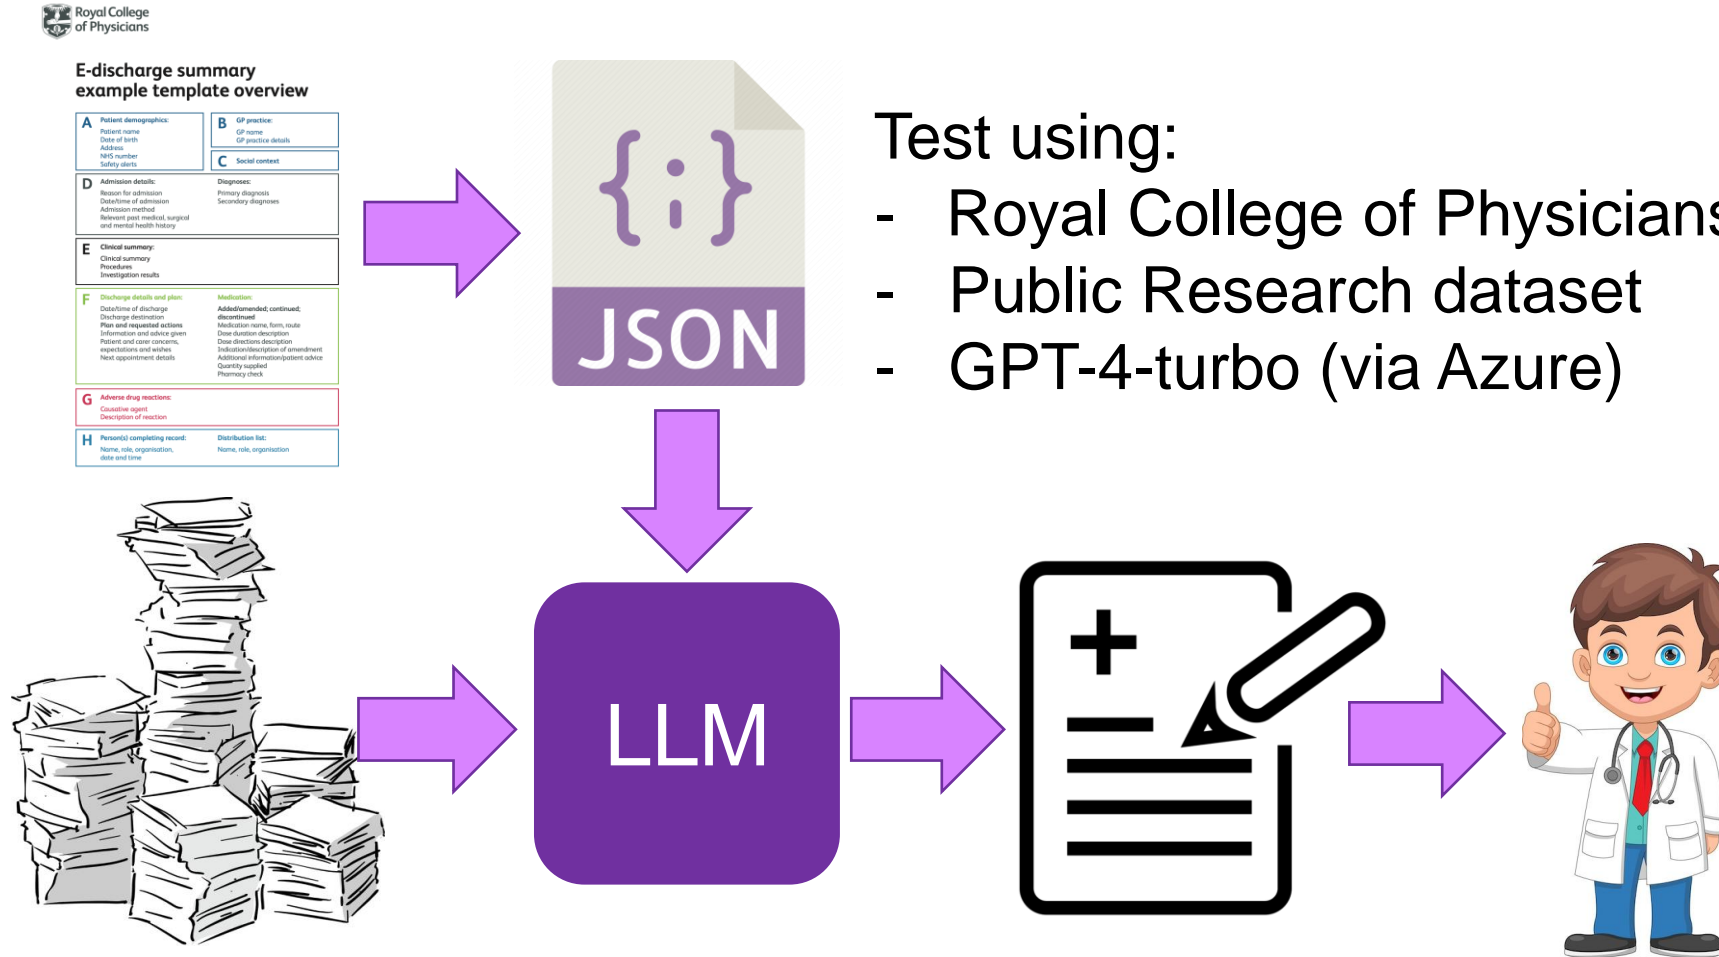 Royal College
of Physicians
E-discharge summary
example template overview
A Patient demographics:
Patient name
Date of birth
Address
NHS number
Safety alerts
B GP practice:
GP name
GP practice details
C Social context
D Admission details:
Reason for admission
Date/time of admission
Admission method
Relevant past medical, surgical
and mental health history
Diagnoses:
Primary diagnosis
Secondary diagnoses
E Clinical summary:
Clinical summary
Procedures
Investigation results
F Discharge details and plan:
Date/time of discharge
Discharge destination
Plan and requested actions
Information and advice given
Patient and carer concerns,
expectations and wishes
Next appointment details
Medication:
Added/amended; continued;
discontinued
Medication name, form, route
Dose duration description
Dose directions description
Indication/description of amendment
Additional information/patient advice
Quantity supplied
Pharmacy check
G Adverse drug reactions:
Causative agent
Description of reaction
H Person(s) completing record:
Name, role, organisation,
date and time
Distribution list:
Name, role, organisation
{;}
JSON
Test using:
- Royal College of Physicians
- Public Research dataset
- GPT-4-turbo (via Azure)
LLM